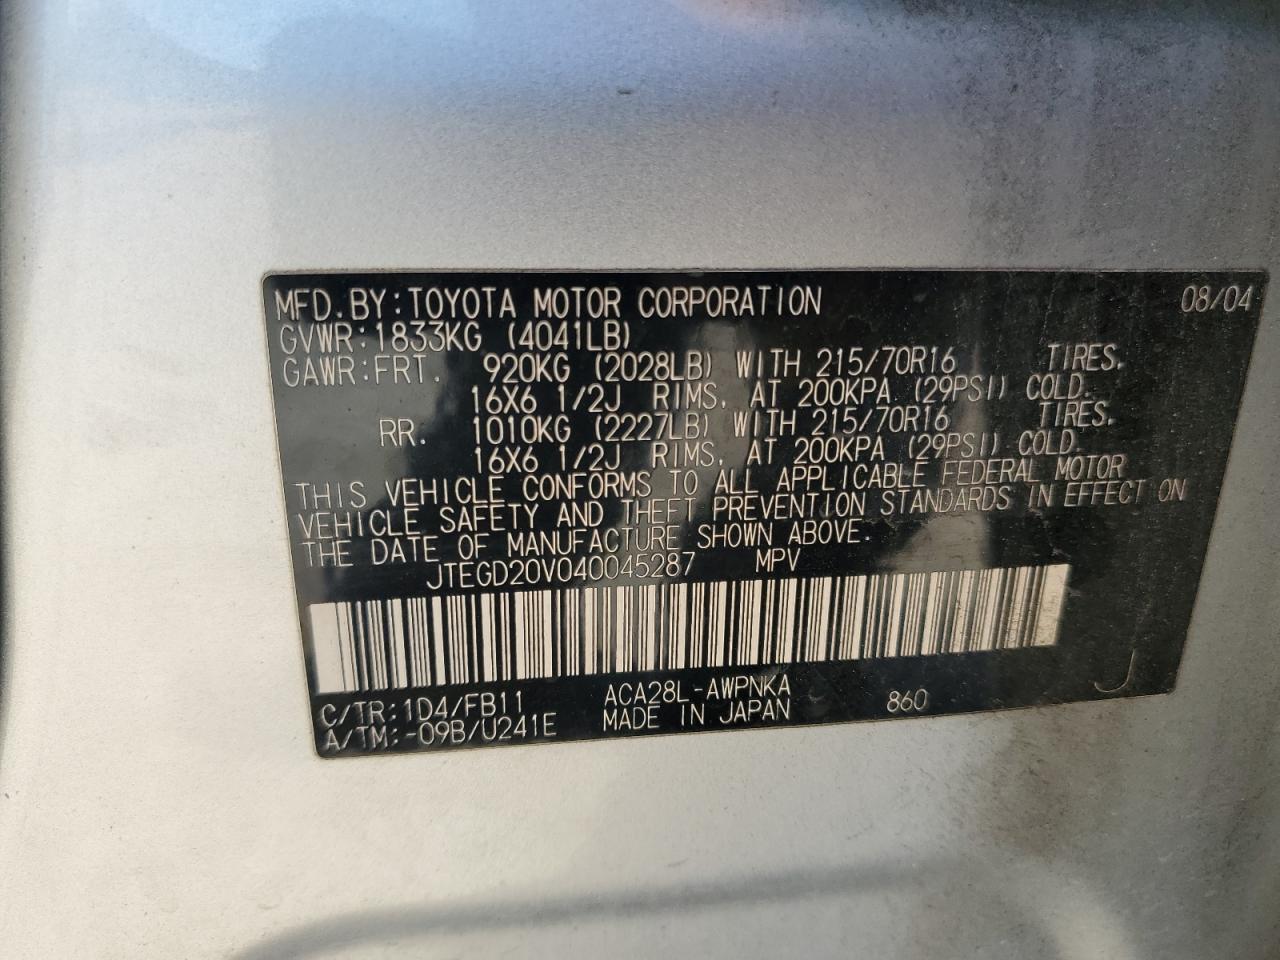 MFD.BY:TOYOTA MOTOR CORPORATION 08/04
GVWR:1833KG (4041LB)
GAWR:FRT. 920KG (2028LB) WITH 215/70R16 TIRES.
16X6 1/2J RIMS, AT 200KPA (29PSI) COLD.
RR. 1010KG (2227LB) WITH 215/70R16 TIRES.
16X6 1/2J RIMS, AT 200KPA (29PSI) COLD.
THIS VEHICLE CONFORMS TO ALL APPLICABLE FEDERAL MOTOR
VEHICLE SAFETY AND THEFT PREVENTION STANDARDS IN EFFECT ON
THE DATE OF MANUFACTURE SHOWN ABOVE.
JTEGD20V040045287 MPV
C/TR:1D4/FB11 ACA28L-AWPNKA 860 J
A/TM:-09B/U241E MADE IN JAPAN